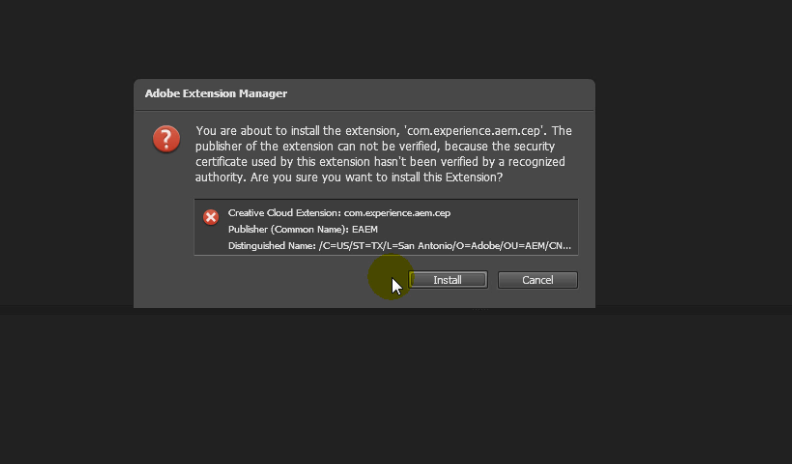 Adobe Extension Manager
You are about to install the extension, 'com.experience.aem.cep'. The
publisher of the extension can not be verified, because the security
certificate used by this extension hasn't been verified by a recognized
authority. Are you sure you want to install this Extension?
Creative Cloud Extension: com.experience.aem.cep
Publisher (Common Name): EAEM
Distinguished Name: /C=US/ST=TX/L=San Antonio/O=Adobe/OU=AEM/CN...
Install Cancel